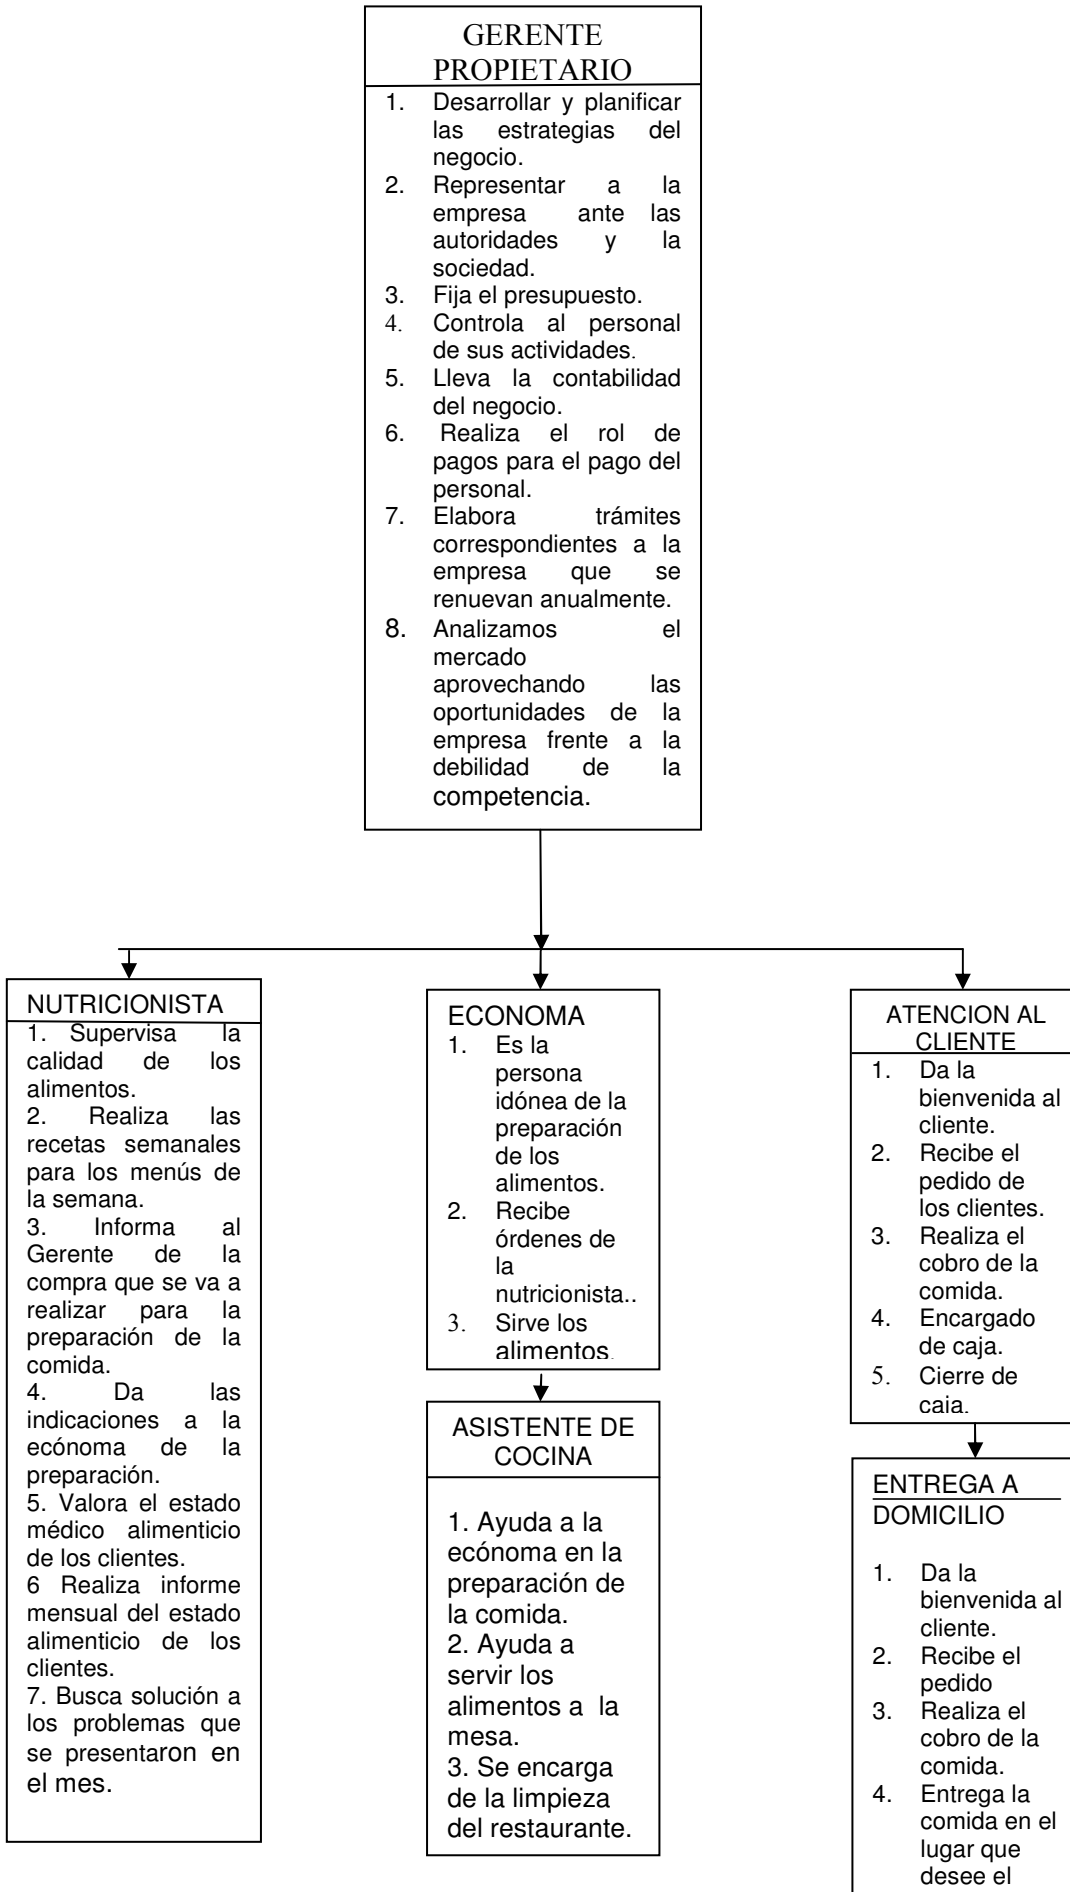 GERENTE
PROPIETARIO
1. Desarrollar y planificar
las estrategias del
negocio.
2. Representar a la
empresa ante las
autoridades y la
sociedad.
3. Fija el presupuesto.
4. Controla al personal
de sus actividades.
5. Lleva la contabilidad
del negocio.
6. Realiza el rol de
pagos para el pago del
personal.
7. Elabora trámites
correspondientes a la
empresa que se
renuevan anualmente.
8. Analizamos el
mercado
aprovechando las
oportunidades de la
empresa frente a la
debilidad de la
competencia.
NUTRICIONISTA
1. Supervisa la
calidad de los
alimentos.
2. Realiza las
recetas semanales
para los menús de
la semana.
3. Informa al
Gerente de la
compra que se va a
realizar para la
preparación de la
comida.
4. Da las
indicaciones a la
ecónoma de la
preparación.
5. Valora el estado
médico alimenticio
de los clientes.
6 Realiza informe
mensual del estado
alimenticio de los
clientes.
7. Busca solución a
los problemas que
se presentaron en
el mes.
ECONOMA
1. Es la
persona
idónea de la
preparación
de los
alimentos.
2. Recibe
órdenes de
la
nutricionista..
3. Sirve los
alimentos.
ASISTENTE DE
COCINA
1. Ayuda a la
ecónoma en la
preparación de
la comida.
2. Ayuda a
servir los
alimentos a la
mesa.
3. Se encarga
de la limpieza
del restaurante.
ATENCION AL
CLIENTE
1. Da la
bienvenida al
cliente.
2. Recibe el
pedido de
los clientes.
3. Realiza el
cobro de la
comida.
4. Encargado
de caja.
5. Cierre de
caja.
ENTREGA A
DOMICILIO
1. Da la
bienvenida al
cliente.
2. Recibe el
pedido
3. Realiza el
cobro de la
comida.
4. Entrega la
comida en el
lugar que
desee el